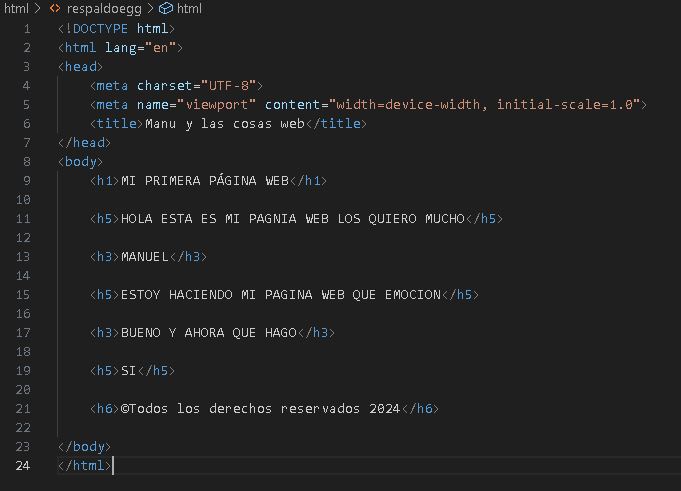 html > respaldoegg > html
1 <!DOCTYPE html>
2 <html lang="en">
3 <head>
4     <meta charset="UTF-8">
5     <meta name="viewport" content="width=device-width, initial-scale=1.0">
6     <title>Manu y las cosas web</title>
7 </head>
8 <body>
9     <h1>MI PRIMERA PÁGINA WEB</h1>
10
11     <h5>HOLA ESTA ES MI PAGNIA WEB LOS QUIERO MUCHO</h5>
12
13     <h3>MANUEL</h3>
14
15     <h5>ESTOY HACIENDO MI PAGINA WEB QUE EMOCION</h5>
16
17     <h3>BUENO Y AHORA QUE HAGO</h3>
18
19     <h5>SI</h5>
20
21     <h6>©Todos los derechos reservados 2024</h6>
22
23 </body>
24 </html>